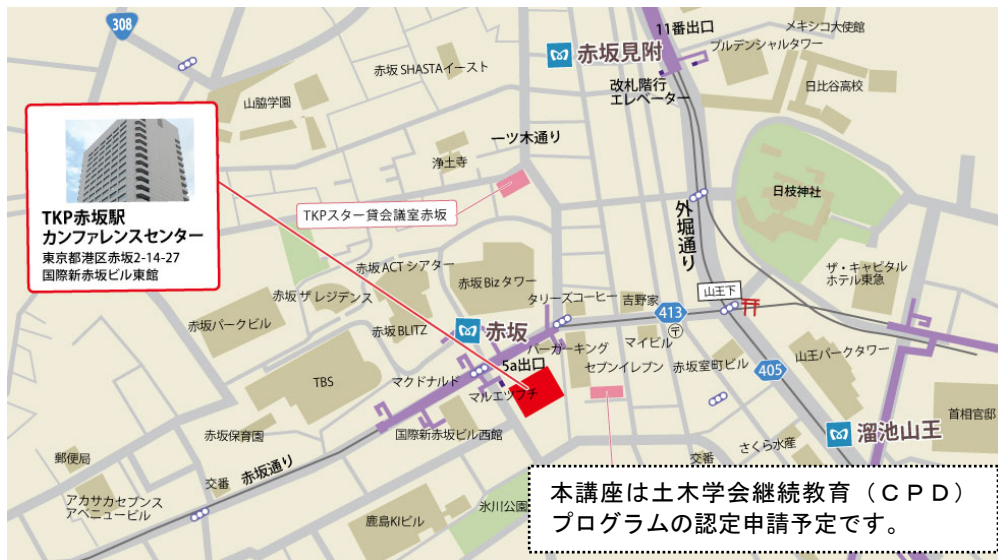 308
11番出口
メキシコ大使館
プルデンシャルタワー
赤坂見附
赤坂SHASTAイースト
改札階行
エレベーター
日比谷高校
山脇学園
一ツ木通り
浄土寺
日枝神社
TKP赤坂駅
カンファレンスセンター
東京都港区赤坂2-14-27
国際新赤坂ビル東館
TKPスター貸会議室赤坂
外堀通り
赤坂ACTシアター
赤坂Bizタワー
ザ・キャピタル
ホテル東急
赤坂ザレジデンス
タリーズコーヒー
吉野家
山王下
413
〒
赤坂パークビル
赤坂BLITZ
赤坂
バーガーキング
マイビル
5a出口
セブンイレブン
赤坂室町ビル
山王パークタワー
405
TBS
マクドナルド
マルエツプチ
首相官邸
赤坂保育園
国際新赤坂ビル西館
溜池山王
さくら水産
郵便局
赤坂通り
交番
交番
アカサカセブンス
アベニュービル
鹿島KIビル
氷川公園
本講座は土木学会継続教育（ＣＰＤ）
プログラムの認定申請予定です。